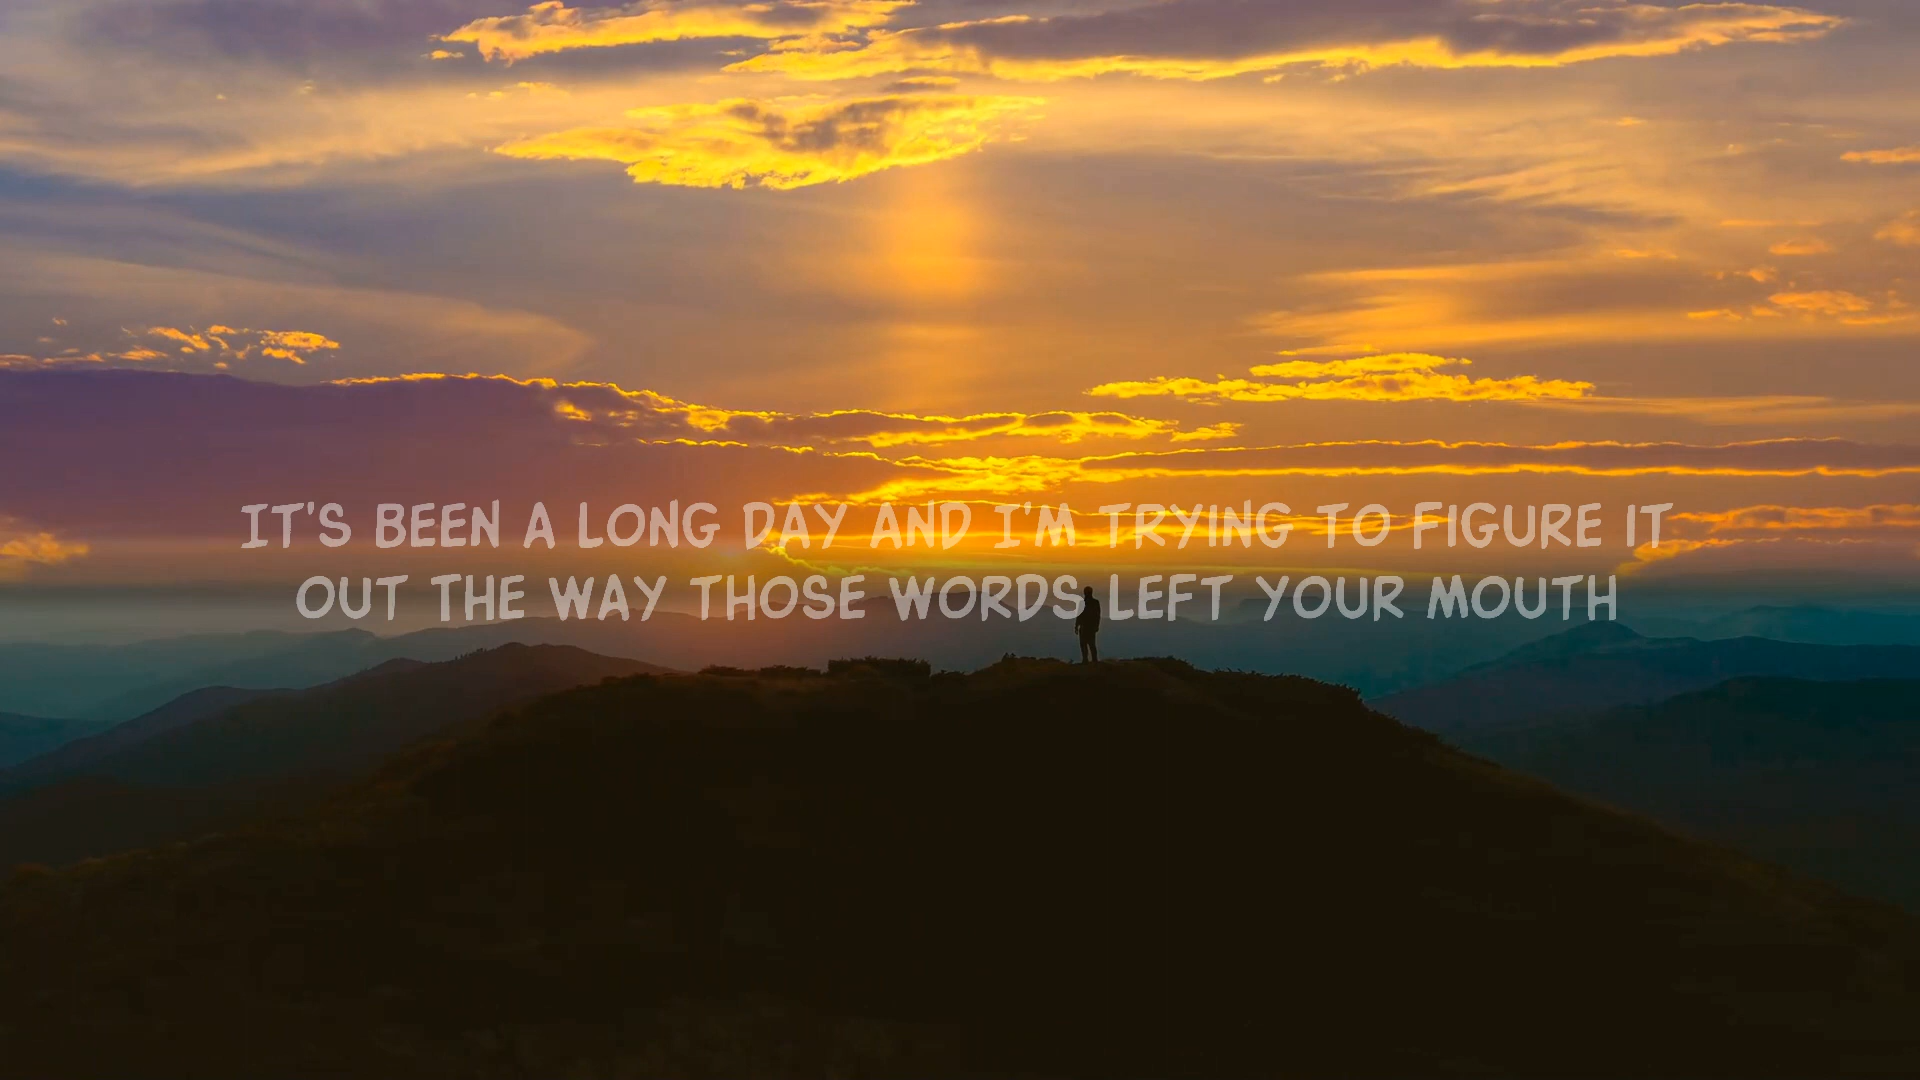 IT'S BEEN A LONG DAY AND I'M TRYING TO FIGURE IT
OUT THE WAY THOSE WORDS LEFT YOUR MOUTH